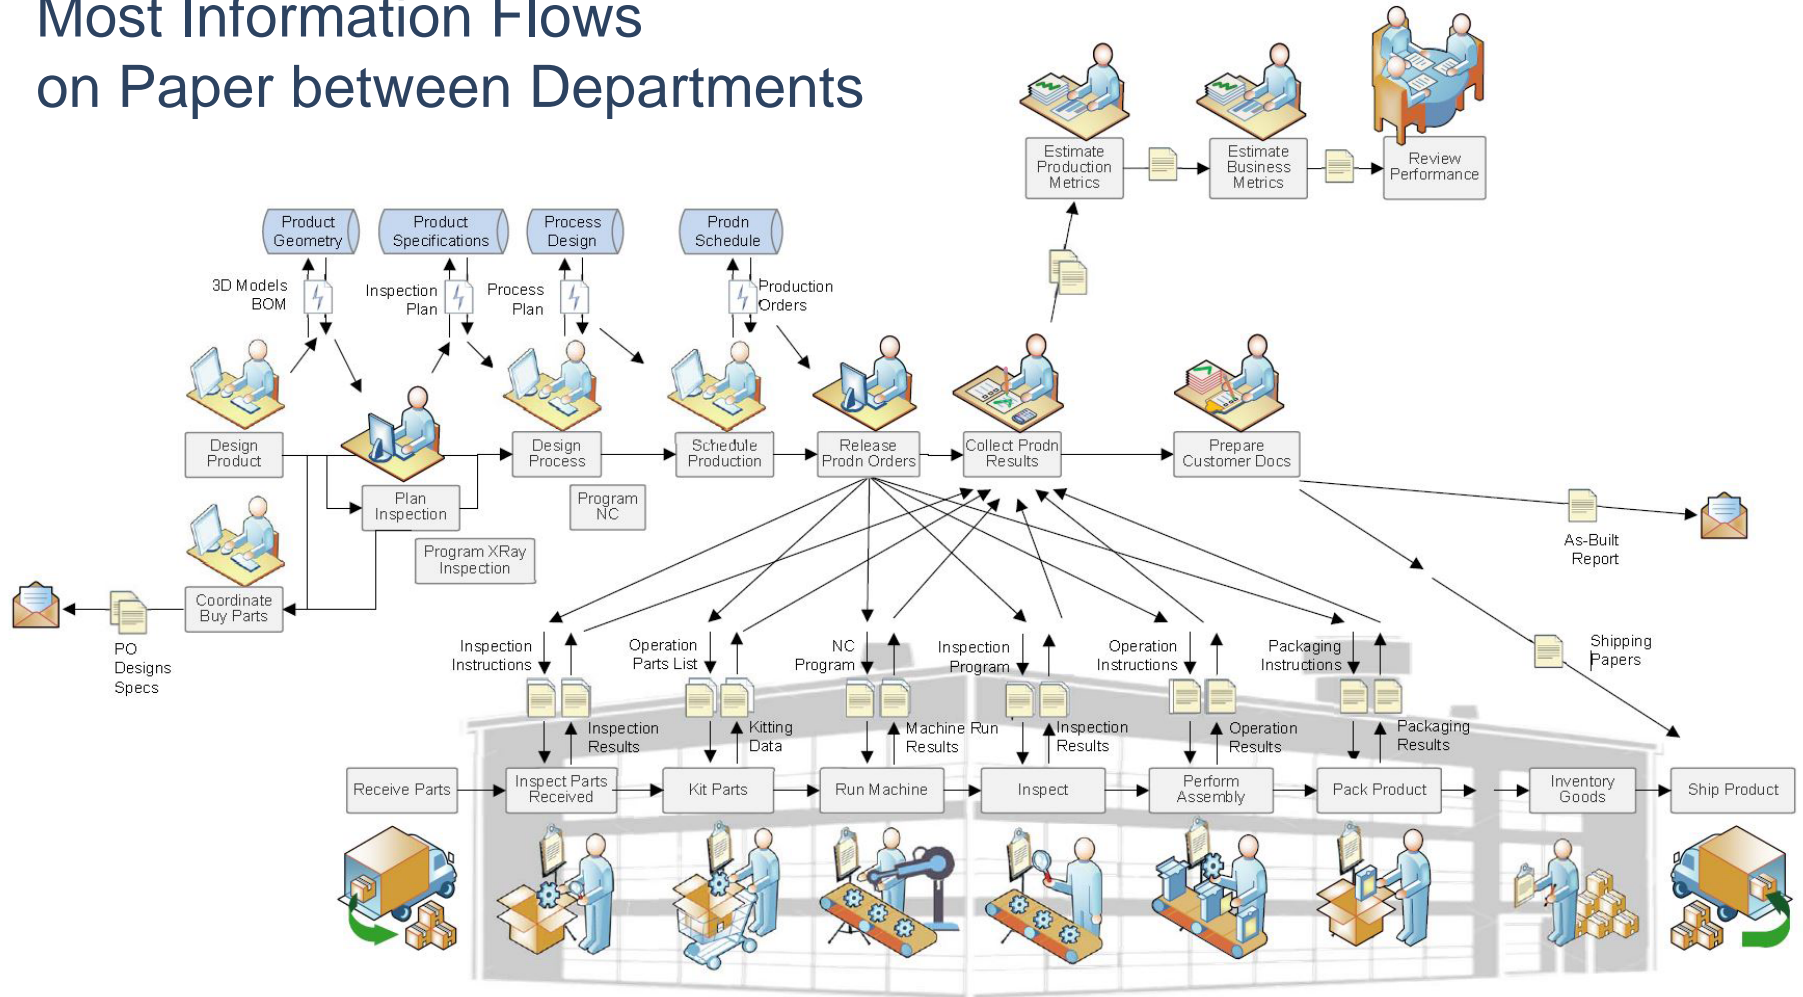 Most Information Flows
on Paper between Departments
Estimate
Production
Metrics
Estimate
Business
Metrics
Review
Performance
Product
Geometry
Product
Specifications
Process
Design
Prodn
Schedule
3D Models
BOM
Inspection
Plan
Process
Plan
Production
Orders
Design
Product
Plan
Inspection
Design
Process
Schedule
Production
Release
Prodn Orders
Collect Prodn
Results
Prepare
Customer Docs
Program
NC
Program XRay
Inspection
Coordinate
Buy Parts
PO
Designs
Specs
As-Built
Report
Shipping
Papers
Inspection
Instructions
Operation
Parts List
NC
Program
Inspection
Program
Operation
Instructions
Packaging
Instructions
Inspection
Results
Kitting
Data
Machine Run
Results
Inspection
Results
Operation
Results
Packaging
Results
Receive Parts
Inspect Parts
Received
Kit Parts
Run Machine
Inspect
Perform
Assembly
Pack Product
Inventory
Goods
Ship Product